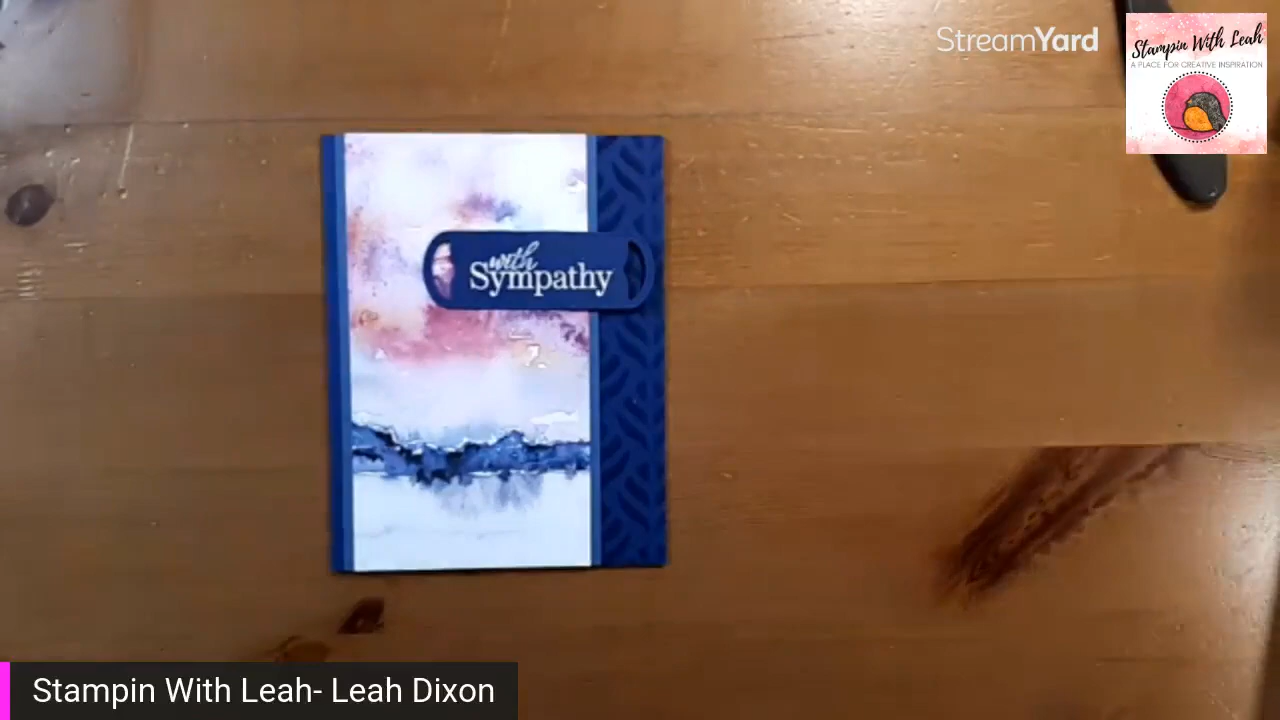 StreamYard
Stampin With Leah
A PLACE FOR CREATIVE INSPIRATION
with
Sympathy
Stampin With Leah- Leah Dixon